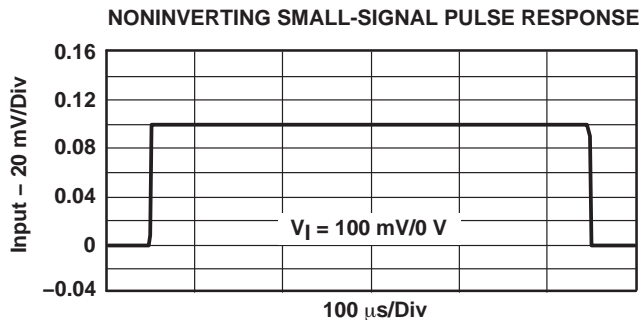 NONINVERTING SMALL-SIGNAL PULSE RESPONSE
0.16
0.12
0.08
0.04
0
−0.04
Input − 20 mV/Div
VI = 100 mV/0 V
100 μs/Div